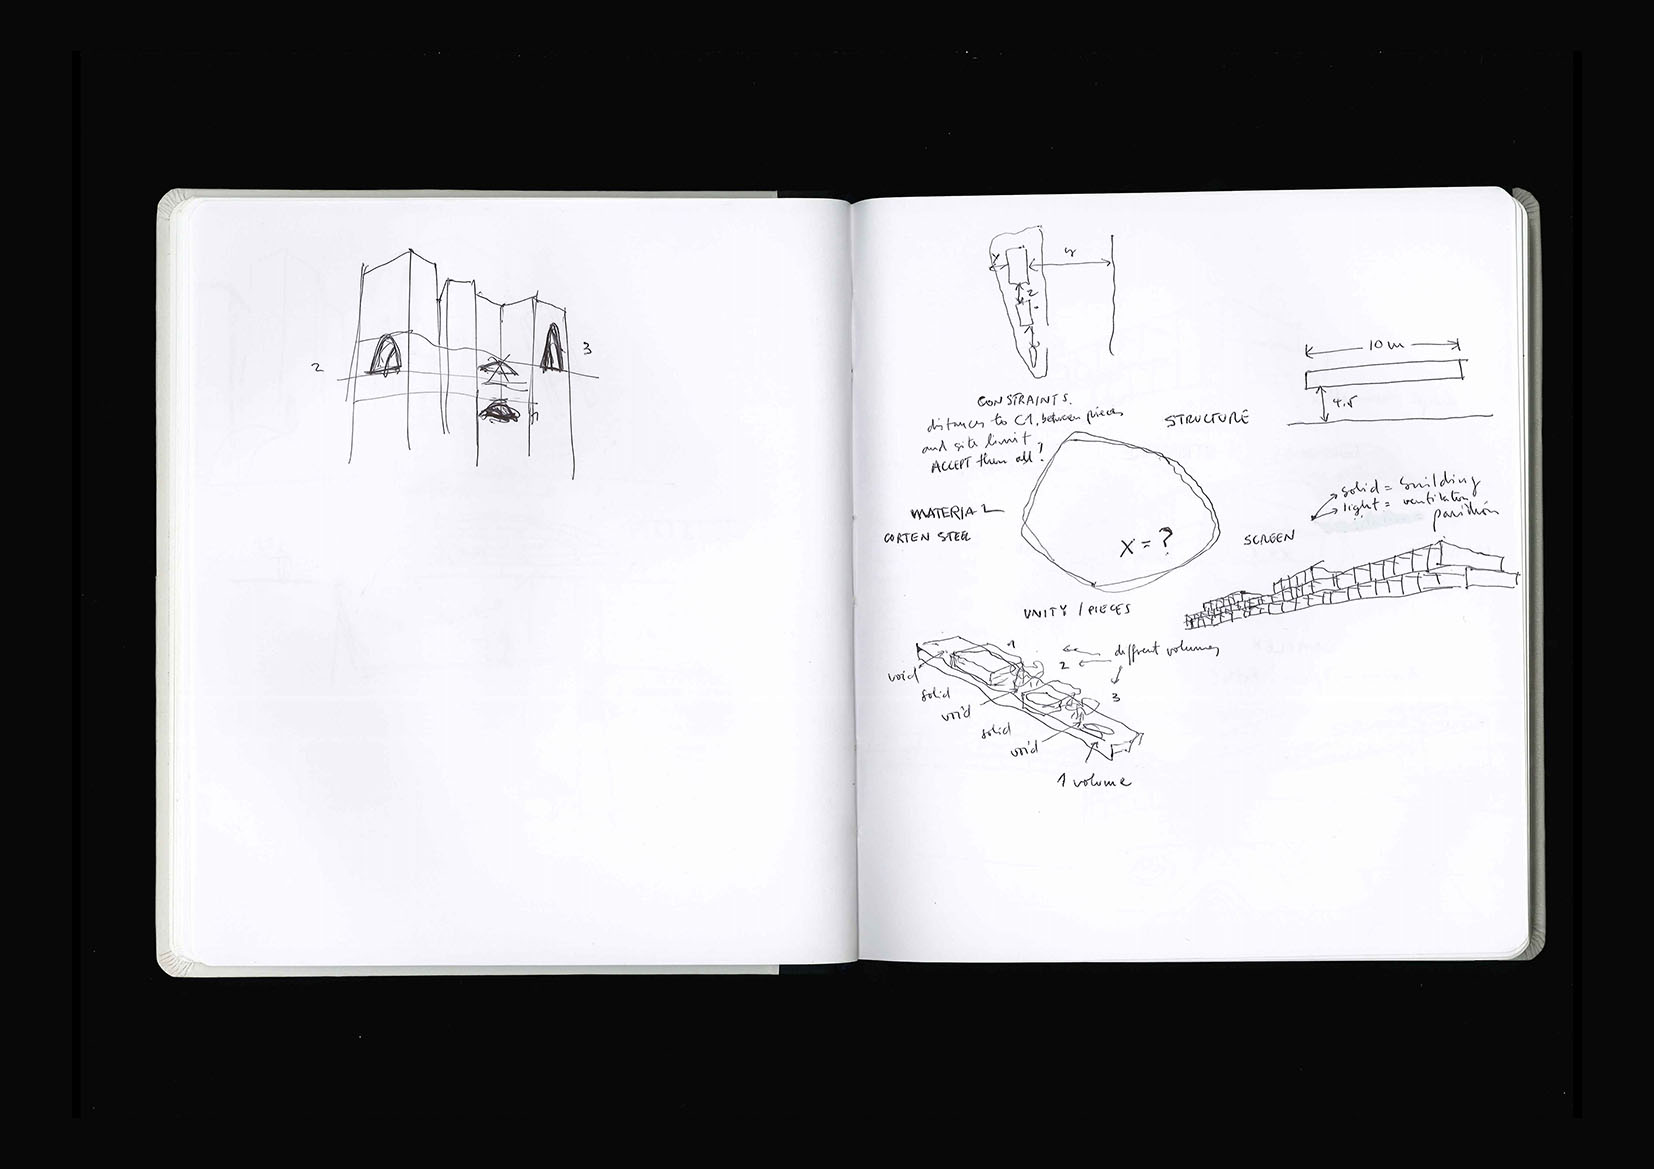 2
3
1
y
y
2
CONSTRAINTS.
distances to C1, between pieces
and site limit
ACCEPT them all!
10 m
4.5
STRUCTURE
MATERIAL
CORTEN STEEL
X = ?
SCREEN
solid = building
light = ventilation
pavilion
UNITY / PIECES
1
2
diffrent volumes
3
void
solid
void
solid
void
1 volume